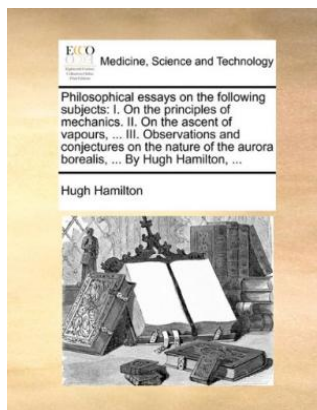 ECCO
Medicine, Science and Technology
Philosophical essays on the following
subjects: I. On the principles of
mechanics. II. On the ascent of
vapours, ... III. Observations and
conjectures on the nature of the aurora
borealis, ... By Hugh Hamilton, ...
Hugh Hamilton